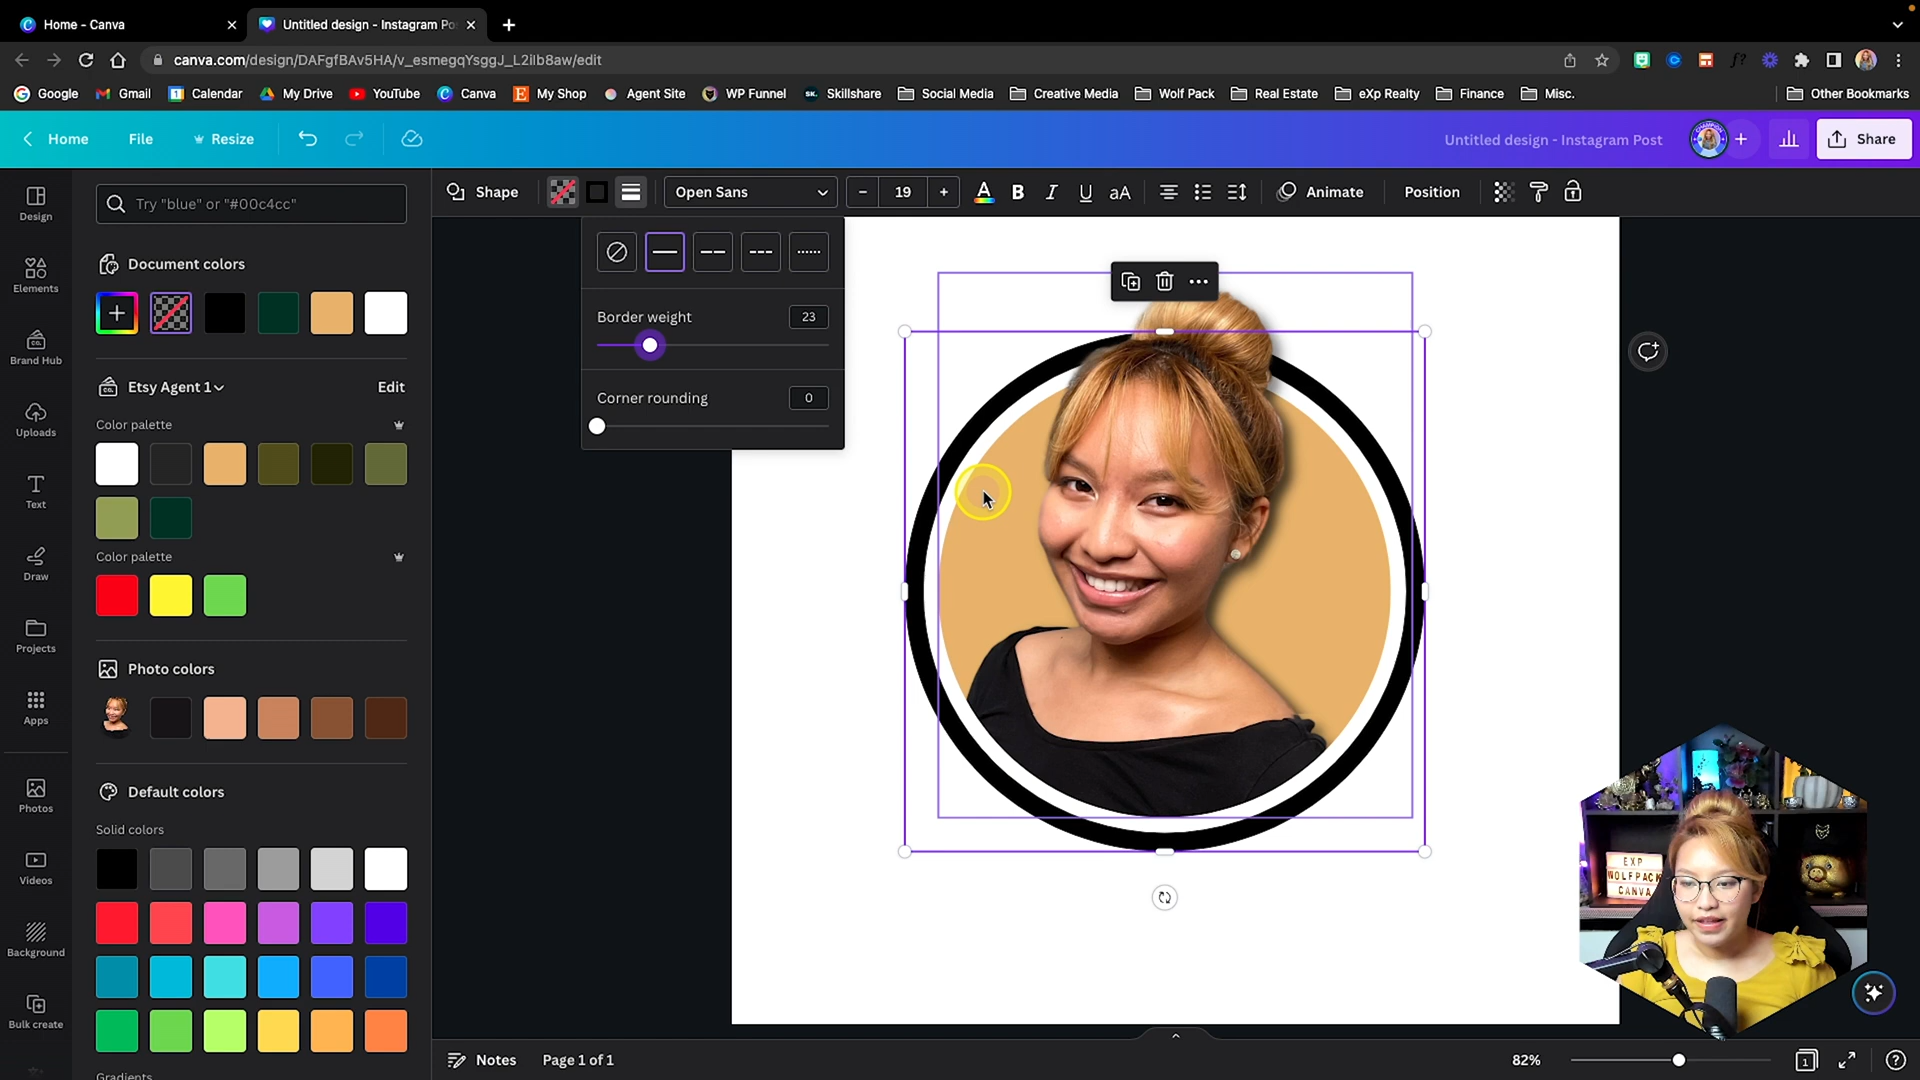 Home - Canva
Untitled design - Instagram Po
canva.com/design/DAFgfBAv5HA/v_esmegqYsggJ_L2iIb8aw/edit
Google Gmail Calendar My Drive YouTube Canva My Shop Agent Site WP Funnel Skillshare Social Media Creative Media Wolf Pack Real Estate eXp Realty Finance Misc. Other Bookmarks
Home File Resize Untitled design - Instagram Post Share
Shape Open Sans 19 B I U aA Animate Position
Design
Elements
Brand Hub
Uploads
Text
Draw
Projects
Apps
Photos
Videos
Background
Bulk create
Try "blue" or "#00c4cc"
Document colors
Etsy Agent 1 Edit
Color palette
Color palette
Photo colors
Default colors
Solid colors
Gradients
Border weight 23
Corner rounding 0
EXP
WOLFPACK
CANVA
Notes Page 1 of 1 82% 1